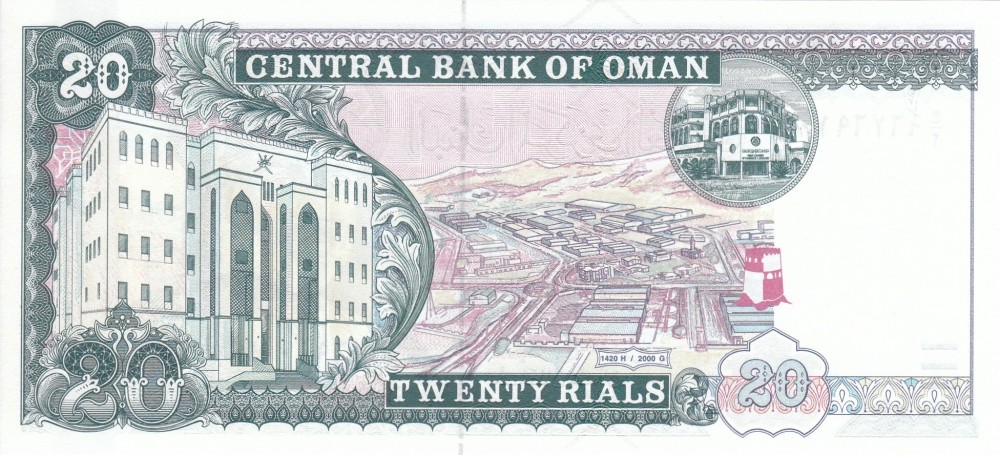 20
CENTRAL BANK OF OMAN
1420 H / 2000 G
20
TWENTY RIALS
20